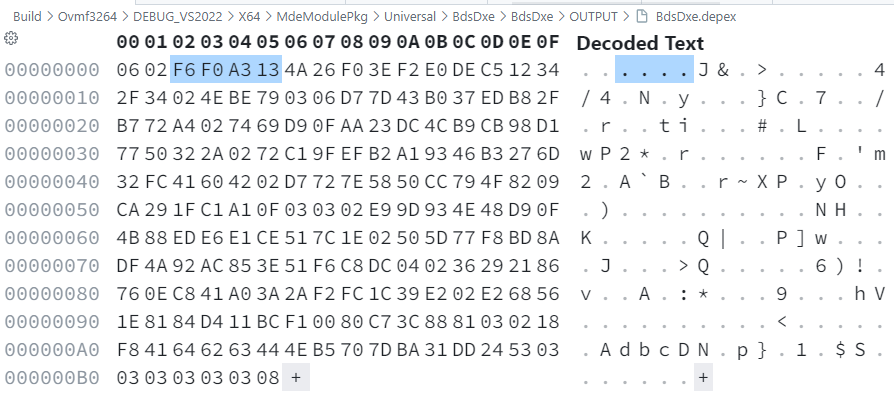 Build > Ovmf3264 > DEBUG_VS2022 > X64 > MdeModulePkg > Universal > BdsDxe > BdsDxe > OUTPUT > BdsDxe.depex
00 01 02 03 04 05 06 07 08 09 0A 0B 0C 0D 0E 0F Decoded Text
00000000 06 02 F6 F0 A3 13 4A 26 F0 3E F2 E0 DE C5 12 34 . . . . . . J & . > . . . . . 4
00000010 2F 34 02 4E BE 79 03 06 D7 7D 43 B0 37 ED B8 2F / 4 . N . y . . . } C . 7 . . /
00000020 B7 72 A4 02 74 69 D9 0F AA 23 DC 4C B9 CB 98 D1 . r . . t i . . . # . L . . . .
00000030 77 50 32 2A 02 72 C1 9F EF B2 A1 93 46 B3 27 6D w P 2 * . r . . . . . . F . ' m
00000040 32 FC 41 60 42 02 D7 72 7E 58 50 CC 79 4F 82 09 2 . A ` B . . r ~ X P . y O . .
00000050 CA 29 1F C1 A1 0F 03 03 02 E9 9D 93 4E 48 D9 0F . ) . . . . . . . . . . N H . .
00000060 4B 88 ED E6 E1 CE 51 7C 1E 02 50 5D 77 F8 BD 8A K . . . . . Q | . . P ] w . . .
00000070 DF 4A 92 AC 85 3E 51 F6 C8 DC 04 02 36 29 21 86 . J . . . > Q . . . . . 6 ) ! .
00000080 76 0E C8 41 A0 3A 2A F2 FC 1C 39 E2 02 E2 68 56 v . . A . : * . . . 9 . . . h V
00000090 1E 81 84 D4 11 BC F1 00 80 C7 3C 88 81 03 02 18 . . . . . . . . . . < . . . . .
000000A0 F8 41 64 62 63 44 4E B5 70 7D BA 31 DD 24 53 03 . A d b c D N . p } . 1 . $ S .
000000B0 03 03 03 03 03 08 + . . . . . . +